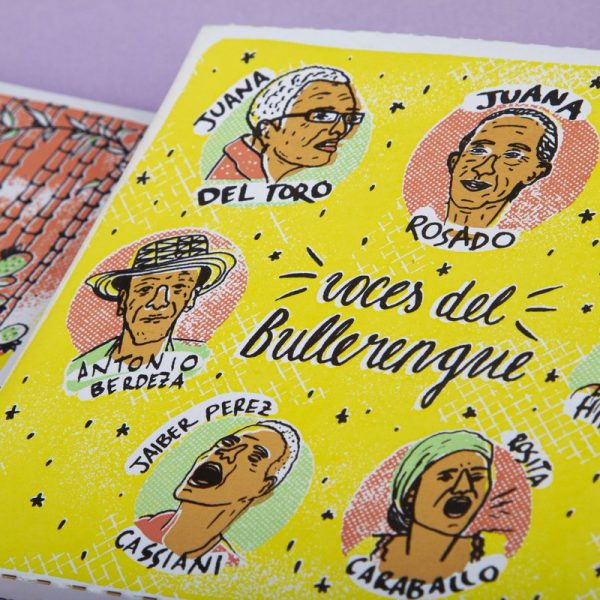 JUANA
DEL TORO
JUANA
ROSADO
ANTONIO
BERDEZA
voces del
Bullerengue
JAIBER PEREZ
CASSIANI
ROSITA
CARABALLO